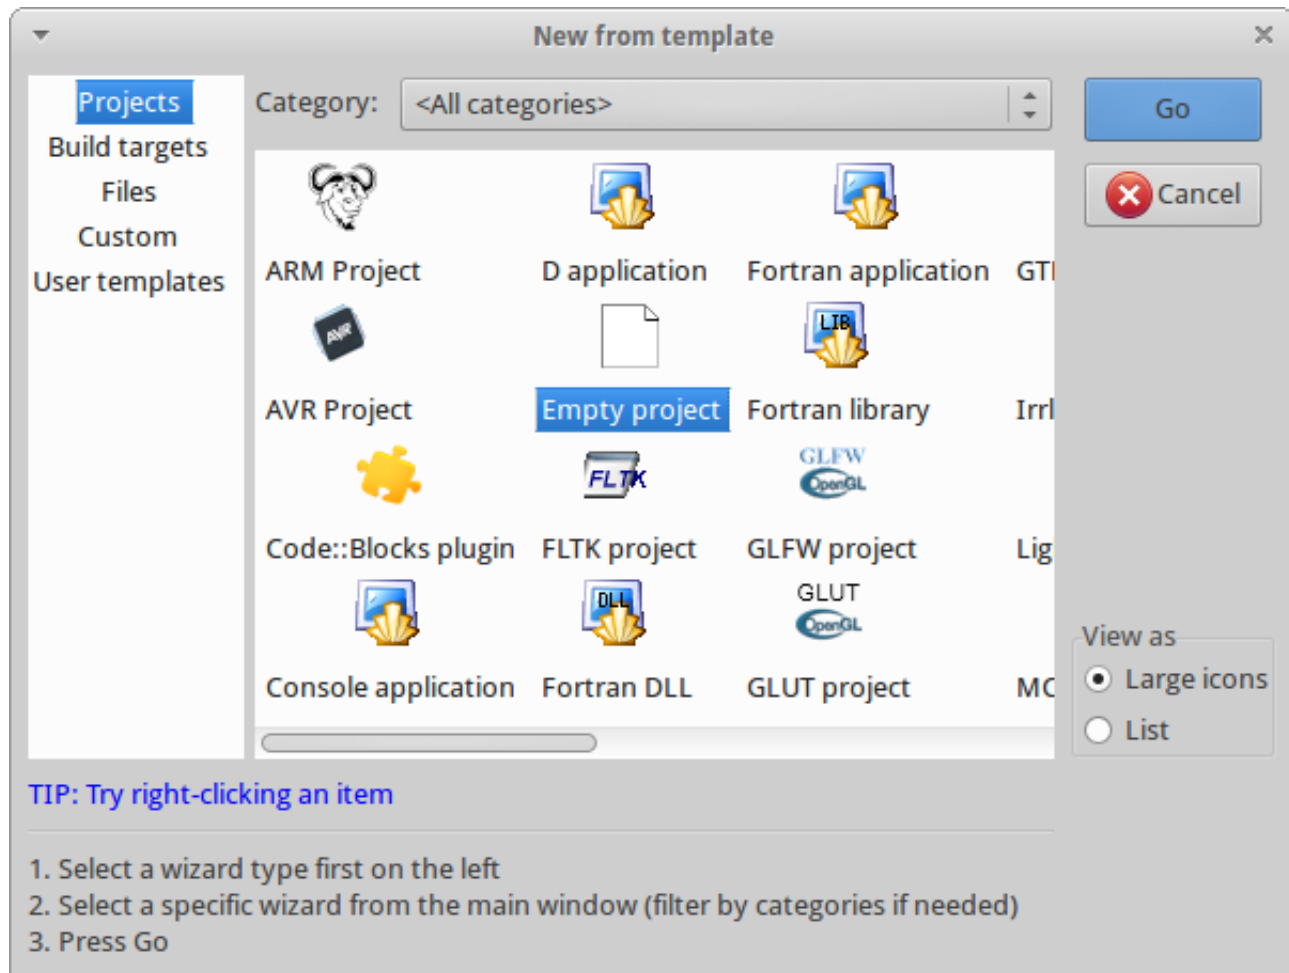 New from template
Projects
Build targets
Files
Custom
User templates
Category: <All categories>
Go
Cancel
ARM Project
D application
Fortran application
GTI
AVR
AVR Project
Empty project
LIB
Fortran library
Irrl
Code::Blocks plugin
FLTK
FLTK project
GLFW
OpenGL
GLFW project
Lig
Console application
DLL
Fortran DLL
GLUT
OpenGL
GLUT project
MC
View as
Large icons
List
TIP: Try right-clicking an item
1. Select a wizard type first on the left
2. Select a specific wizard from the main window (filter by categories if needed)
3. Press Go